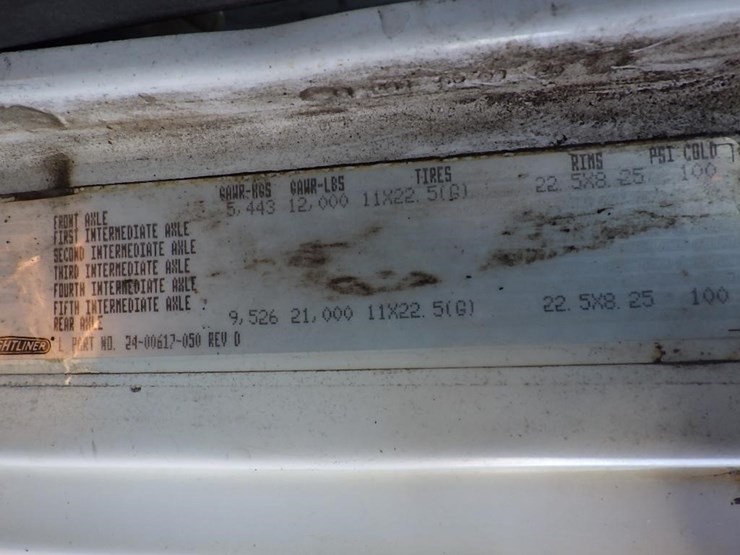 GAWR-KGS GAWR-LBS TIRES RIMS PSI-COLD
FRONT AXLE 5,443 12,000 11X22.5(G) 22.5X8.25 100
FIRST INTERMEDIATE AXLE
SECOND INTERMEDIATE AXLE
THIRD INTERMEDIATE AXLE
FOURTH INTERMEDIATE AXLE
FIFTH INTERMEDIATE AXLE
REAR AXLE 9,526 21,000 11X22.5(G) 22.5X8.25 100
GHTLINER PART NO. 24-00617-050 REV D